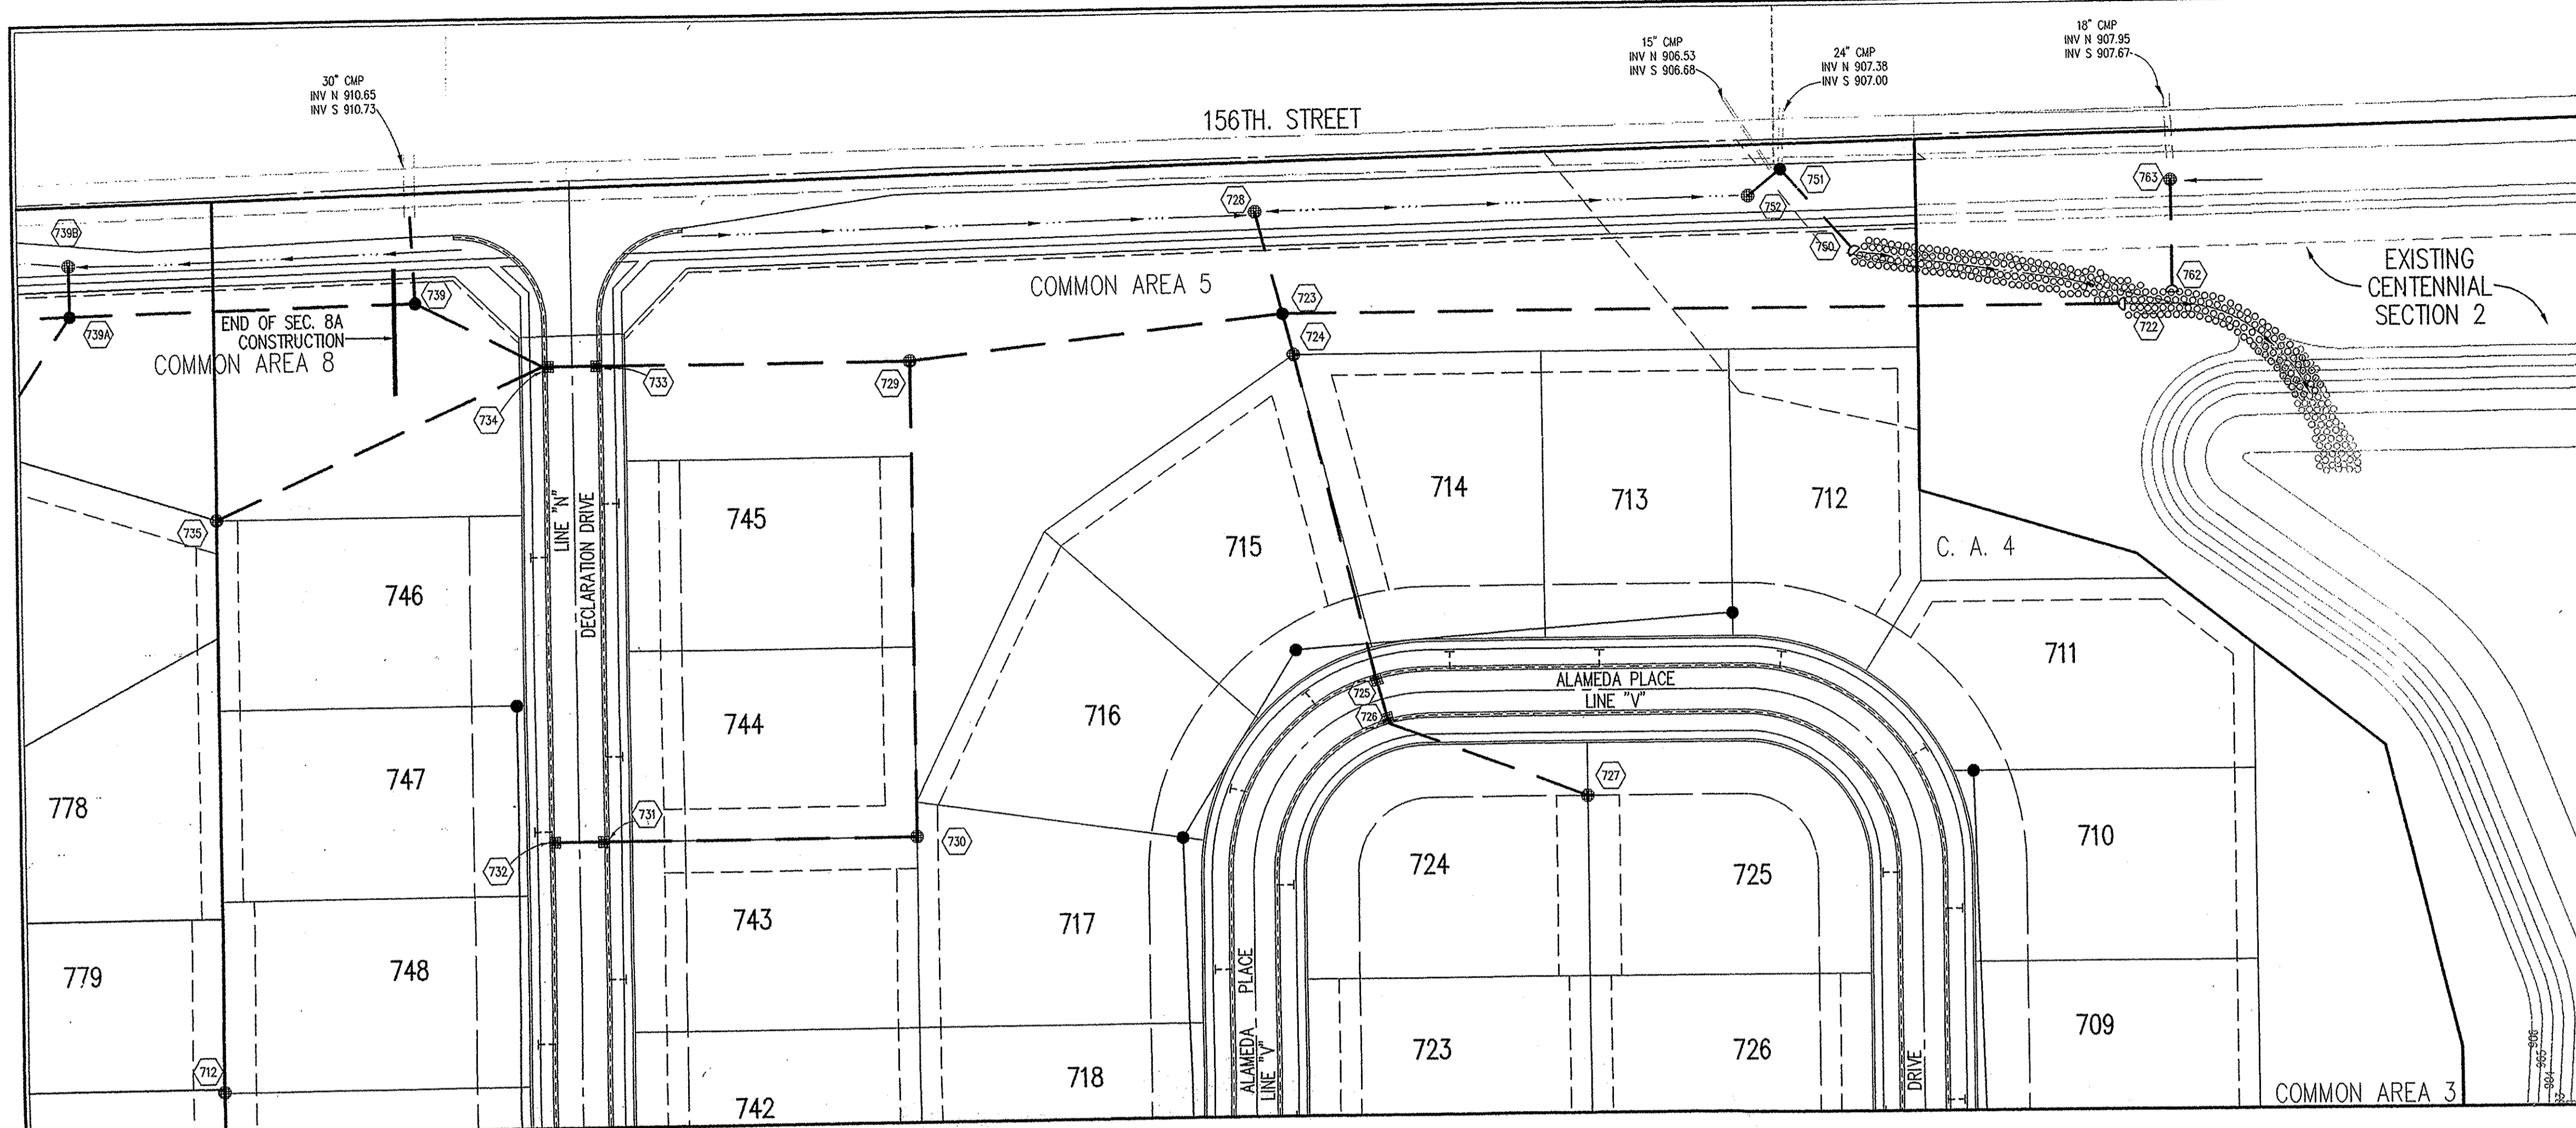 30" CMP
INV N 910.65
INV S 910.73
15" CMP
INV N 906.53
INV S 906.68
24" CMP
INV N 907.38
INV S 907.00
18" CMP
INV N 907.95
INV S 907.67
156TH. STREET
751
763
752
728
739B
760
762
EXISTING
CENTENNIAL
SECTION 2
COMMON AREA 5
739
723
722
739A
END OF SEC. 8A
CONSTRUCTION
724
COMMON AREA 8
729
733
734
735
LINE "N"
DECLARATION DRIVE
745
714
713
712
715
C. A. 4
746
711
725
726
ALAMEDA PLACE
LINE "V"
716
744
747
727
778
731
732
730
710
724
725
743
717
748
779
709
723
726
ALAMEDA PLACE
LINE "V"
DRIVE
712
718
742
COMMON AREA 3
906
905
904